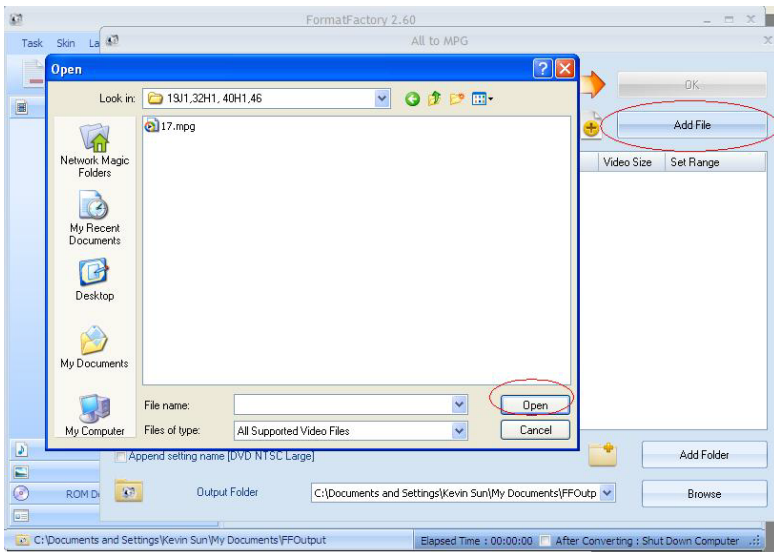 FormatFactory 2.60
Task Skin La
All to MPG
Open
Look in: 19J1,32H1, 40H1,46
OK
Add File
17.mpg
Network Magic
Folders
My Recent
Documents
Desktop
My Documents
My Computer
Video Size Set Range
File name:
Open
Files of type: All Supported Video Files
Cancel
Append setting name [DVD NTSC Large]
Add Folder
ROM D
Output Folder C:\Documents and Settings\Kevin Sun\My Documents\FFOutp
Browse
C:\Documents and Settings\Kevin Sun\My Documents\FFOutput
Elapsed Time : 00:00:00 After Converting : Shut Down Computer